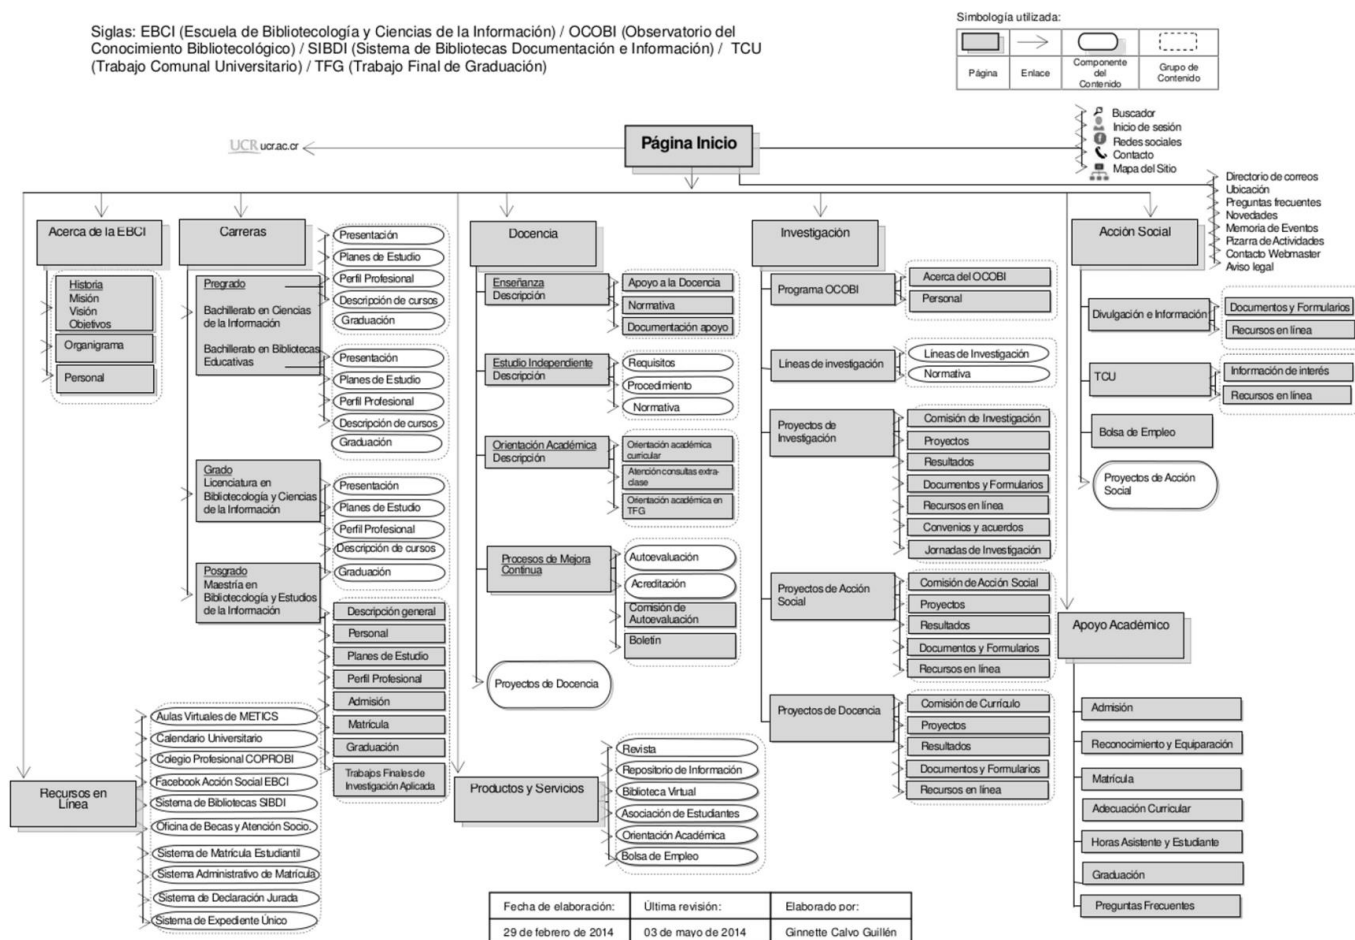 Siglas: EBCI (Escuela de Bibliotecología y Ciencias de la Información) / OCOBI (Observatorio del
Conocimiento Bibliotecológico) / SIBDI (Sistema de Bibliotecas Documentación e Información) / TCU
(Trabajo Comunal Universitario) / TFG (Trabajo Final de Graduación)
Simbología utilizada:
Página
Enlace
Componente
del
Contenido
Grupo de
Contenido
UCR ucr.ac.cr
Página Inicio
Buscador
Inicio de sesión
Redes sociales
Contacto
Mapa del Sitio
Directorio de correos
Ubicación
Preguntas frecuentes
Novedades
Memoria de Eventos
Pizarra de Actividades
Contacto Webmaster
Aviso legal
Acerca de la EBCI
Historia
Misión
Visión
Objetivos
Organigrama
Personal
Carreras
Pregrado
Bachillerato en Ciencias
de la Información
Bachillerato en Bibliotecas
Educativas
Presentación
Planes de Estudio
Perfil Profesional
Descripción de cursos
Graduación
Presentación
Planes de Estudio
Perfil Profesional
Descripción de cursos
Graduación
Grado
Licenciatura en
Bibliotecología y Ciencias
de la Información
Presentación
Planes de Estudio
Perfil Profesional
Descripción de cursos
Graduación
Posgrado
Maestría en
Bibliotecología y Estudios
de la Información
Descripción general
Personal
Planes de Estudio
Perfil Profesional
Admisión
Matrícula
Graduación
Trabajos Finales de
Investigación Aplicada
Docencia
Enseñanza
Descripción
Apoyo a la Docencia
Normativa
Documentación apoyo
Estudio Independiente
Descripción
Requisitos
Procedimiento
Normativa
Orientación Académica
Descripción
Orientación académica
curricular
Atención consultas extra-
clase
Orientación académica en
TFG
Procesos de Mejora
Continua
Autoevaluación
Acreditación
Comisión de
Autoevaluación
Boletín
Proyectos de Docencia
Investigación
Programa OCOBI
Acerca del OCOBI
Personal
Líneas de investigación
Líneas de Investigación
Normativa
Proyectos de
Investigación
Comisión de Investigación
Proyectos
Resultados
Documentos y Formularios
Recursos en línea
Convenios y acuerdos
Jornadas de Investigación
Proyectos de Acción
Social
Comisión de Acción Social
Proyectos
Resultados
Documentos y Formularios
Recursos en línea
Proyectos de Docencia
Comisión de Currículo
Proyectos
Resultados
Documentos y Formularios
Recursos en línea
Acción Social
Divulgación e Información
Documentos y Formularios
Recursos en línea
TCU
Información de interés
Recursos en línea
Bolsa de Empleo
Proyectos de Acción
Social
Apoyo Académico
Admisión
Reconocimiento y Equiparación
Matrícula
Adecuación Curricular
Horas Asistente y Estudiante
Graduación
Preguntas Frecuentes
Recursos en
Línea
Aulas Virtuales de METICS
Calendario Universitario
Colegio Profesional COPROBI
Facebook Acción Social EBCI
Sistema de Bibliotecas SIBDI
Oficina de Becas y Atención Socio.
Sistema de Matrícula Estudiantil
Sistema Administrativo de Matrícula
Sistema de Declaración Jurada
Sistema de Expediente Único
Productos y Servicios
Revista
Repositorio de Información
Biblioteca Virtual
Asociación de Estudiantes
Orientación Académica
Bolsa de Empleo
Fecha de elaboración:
Última revisión:
Elaborado por:
29 de febrero de 2014
03 de mayo de 2014
Ginnette Calvo Guillén